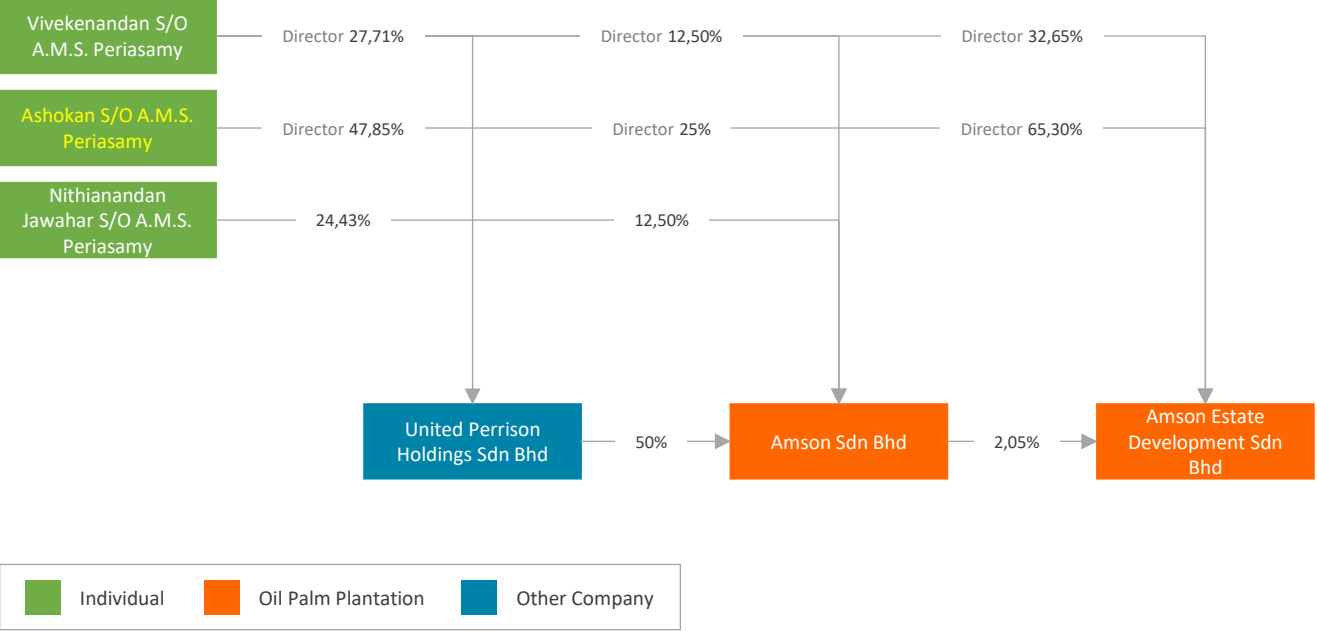 Vivekenandan S/O
A.M.S. Periasamy
Director 27,71%
Director 12,50%
Director 32,65%
Ashokan S/O A.M.S.
Periasamy
Director 47,85%
Director 25%
Director 65,30%
Nithianandan
Jawahar S/O A.M.S.
Periasamy
24,43%
12,50%
United Perrison
Holdings Sdn Bhd
50%
Amson Sdn Bhd
2,05%
Amson Estate
Development Sdn
Bhd
Individual
Oil Palm Plantation
Other Company